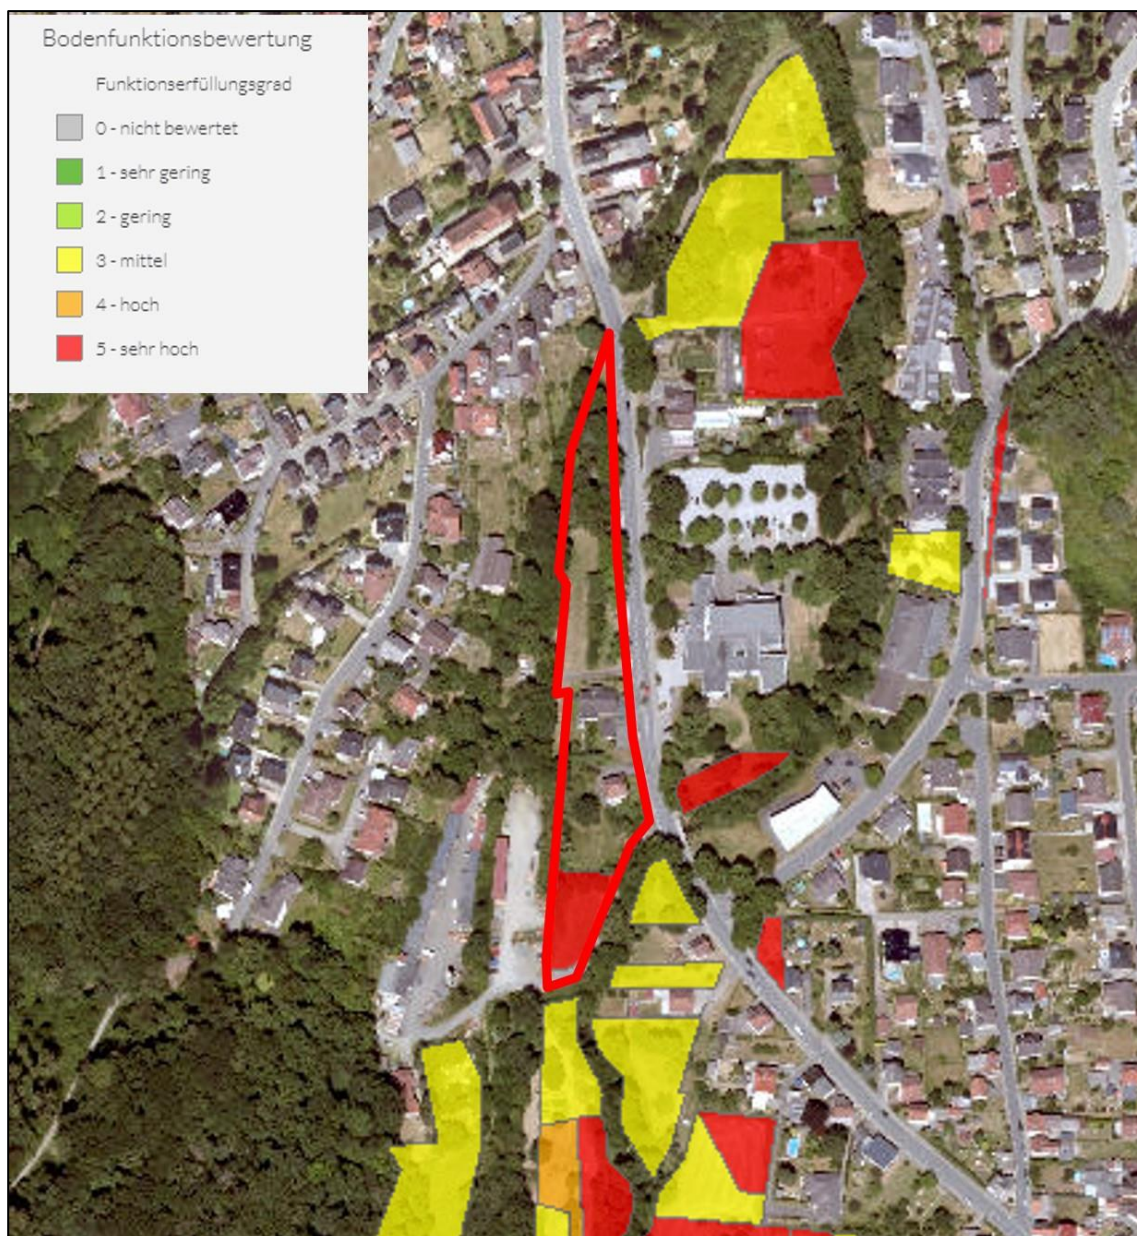 Bodenfunktionsbewertung
Funktionserfüllungsgrad
0 - nicht bewertet
1 - sehr gering
2 - gering
3 - mittel
4 - hoch
5 - sehr hoch